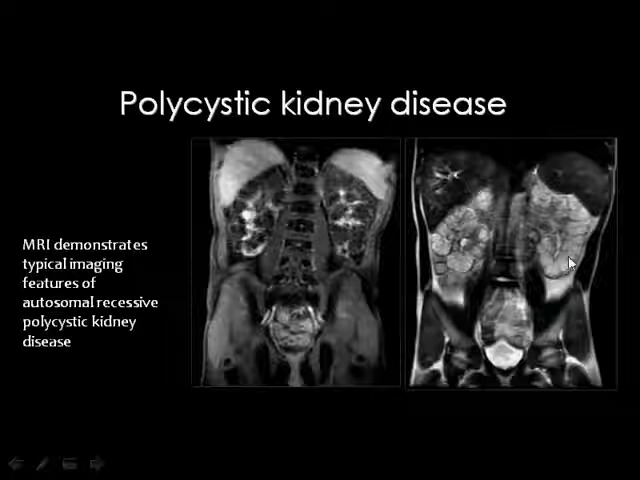 Polycystic kidney disease
MRI demonstrates
typical imaging
features of
autosomal recessive
polycystic kidney
disease